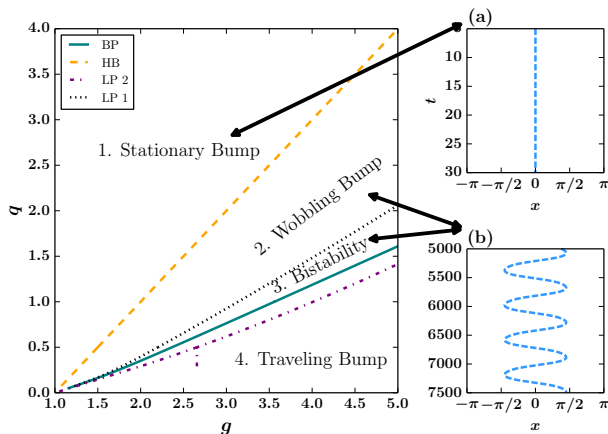 (a)
4.0
BP
HB
LP 2
LP 1
3.5
3.0
2.5
2.0
1.5
1.0
0.5
0.0
q
1. Stationary Bump
2. Wobbling Bump
3. Bistability
4. Traveling Bump
1.0 1.5 2.0 2.5 3.0 3.5 4.0 4.5 5.0
g
5
10
15
20
25
30
t
−π −π/2 0 π/2 π
x
(b)
5000
5500
6000
6500
7000
7500
−π −π/2 0 π/2 π
x